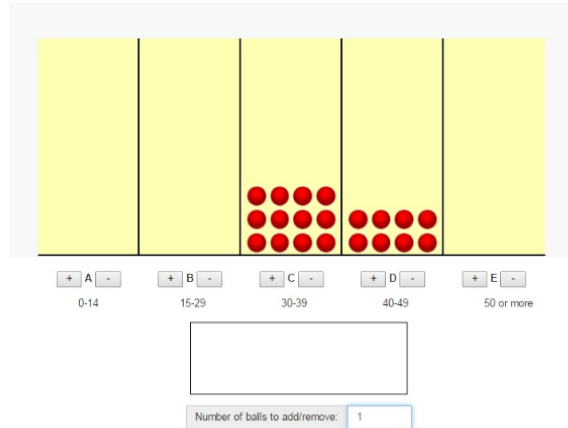 + A - + B - + C - + D - + E -
0-14 15-29 30-39 40-49 50 or more
Number of balls to add/remove: 1